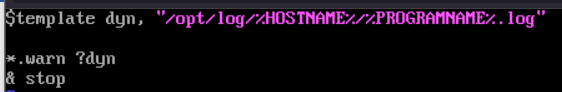 $template dyn, "/opt/log/%HOSTNAME%/%PROGRAMNAME%.log"
*.warn ?dyn
& stop